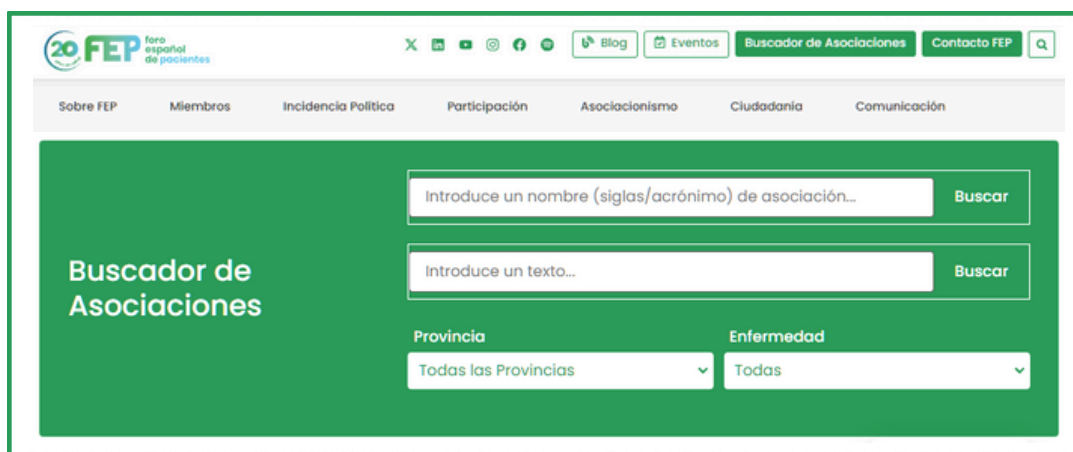 20 FEP foro
español
de pacientes
Blog
Eventos
Buscador de Asociaciones
Contacto FEP
Sobre FEP
Miembros
Incidencia Política
Participación
Asociacionismo
Ciudadanía
Comunicación
Buscador de
Asociaciones
Introduce un nombre (siglas/acrónimo) de asociación...
Buscar
Introduce un texto...
Buscar
Provincia
Todas las Provincias
Enfermedad
Todas